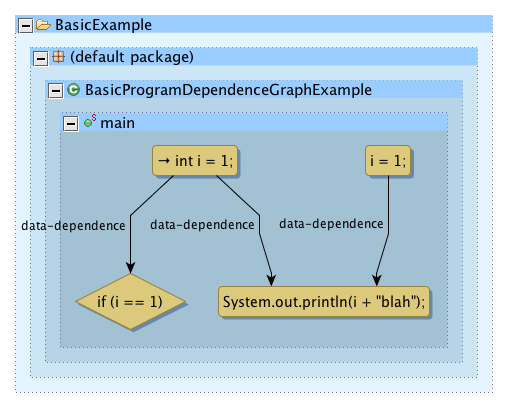 BasicExample
(default package)
BasicProgramDependenceGraphExample
main
→ int i = 1;
i = 1;
data-dependence
data-dependence
data-dependence
if (i == 1)
System.out.println(i + "blah");